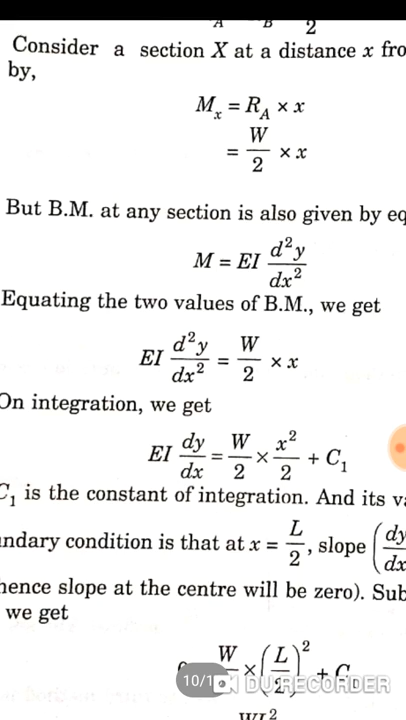 A B 2
Consider a section X at a distance x fro
by,
Mₓ = R_A × x
= W/2 × x
But B.M. at any section is also given by eq
M = EI d²y/dx²
Equating the two values of B.M., we get
EI d²y/dx² = W/2 × x
On integration, we get
EI dy/dx = W/2 × x²/2 + C₁
C₁ is the constant of integration. And its va
ndary condition is that at x = L/2, slope (dy/dx
hence slope at the centre will be zero). Sub
we get
W × (L/2)² + C
10/1 DU RECORDER
WL²